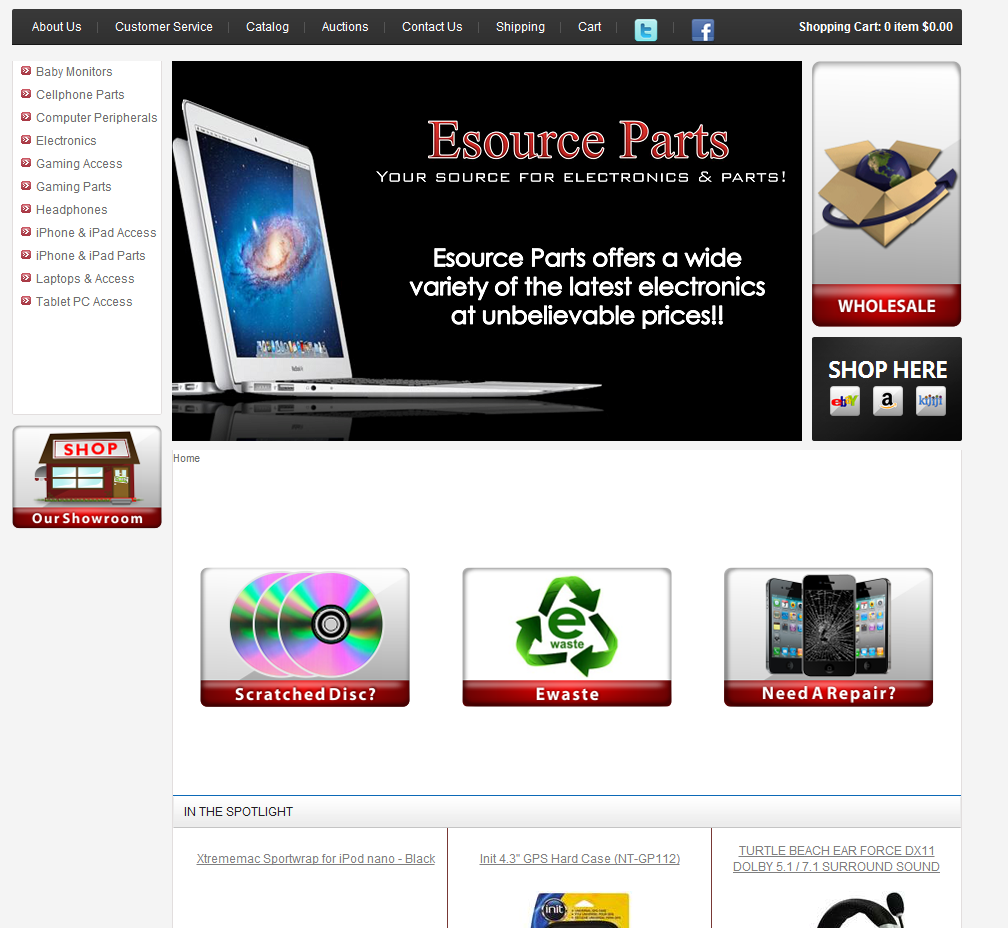 About Us
Customer Service
Catalog
Auctions
Contact Us
Shipping
Cart
Shopping Cart: 0 item $0.00
Baby Monitors
Cellphone Parts
Computer Peripherals
Electronics
Gaming Access
Gaming Parts
Headphones
iPhone & iPad Access
iPhone & iPad Parts
Laptops & Access
Tablet PC Access
SHOP
Our Showroom
Esource Parts
YOUR SOURCE FOR ELECTRONICS & PARTS!
Esource Parts offers a wide
variety of the latest electronics
at unbelievable prices!!
WHOLESALE
SHOP HERE
ebY
a
kijiji
Home
Scratched Disc?
e
waste
Ewaste
Need A Repair?
IN THE SPOTLIGHT
Xtrememac Sportwrap for iPod nano - Black
Init 4.3" GPS Hard Case (NT-GP112)
TURTLE BEACH EAR FORCE DX11
DOLBY 5.1 / 7.1 SURROUND SOUND
init